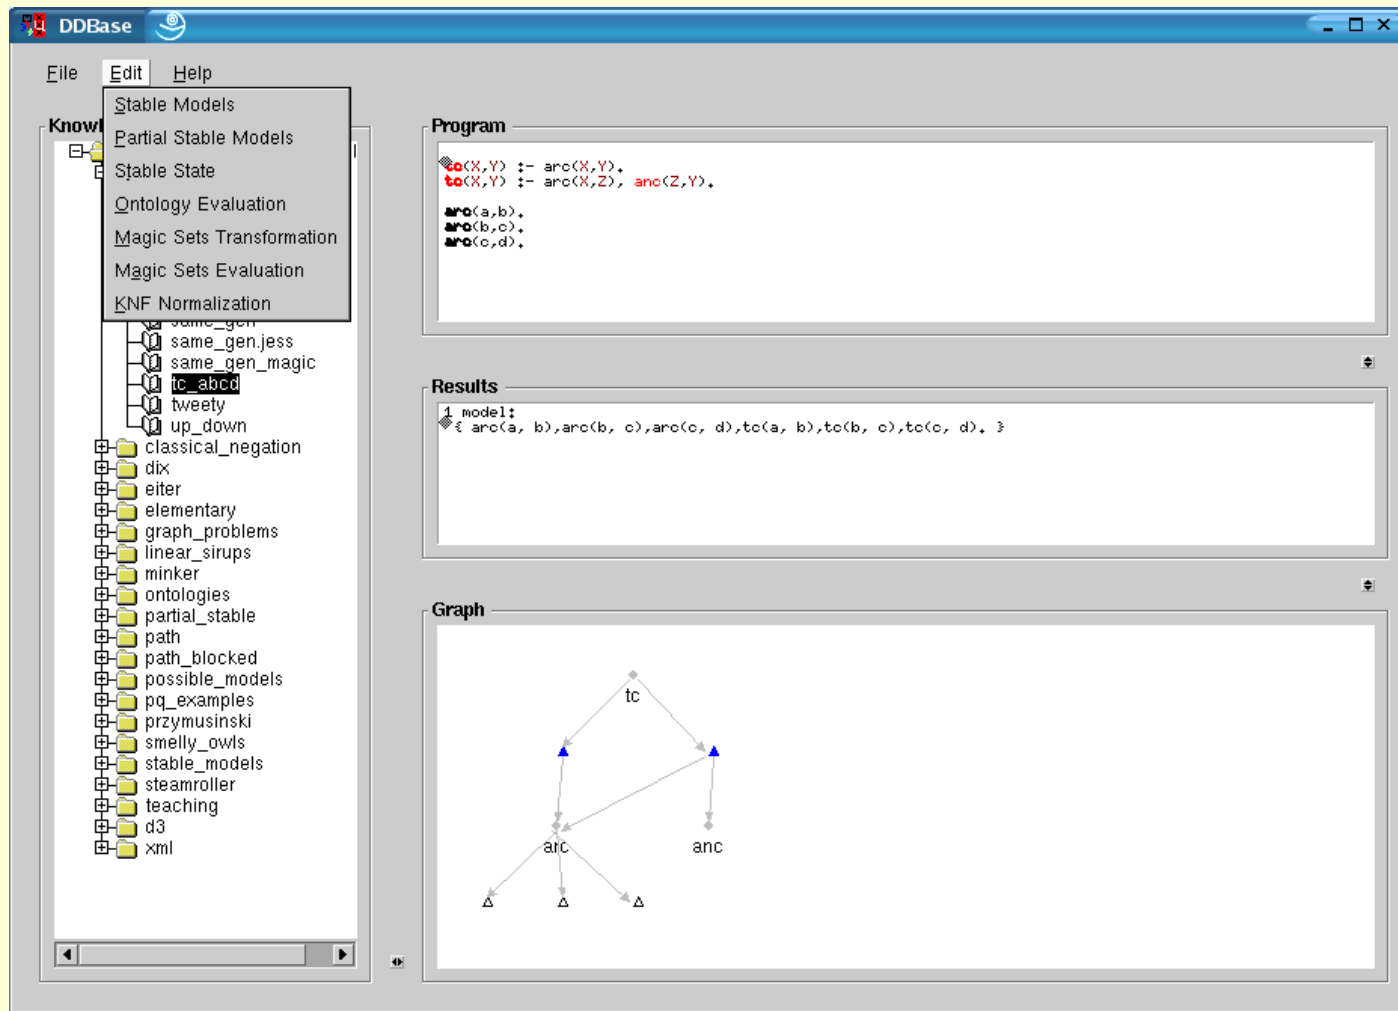 DDBase
File Edit Help
Stable Models
Partial Stable Models
Stable State
Ontology Evaluation
Magic Sets Transformation
Magic Sets Evaluation
KNF Normalization
same_gen
same_gen.jess
same_gen_magic
tc_abcd
tweety
up_down
classical_negation
dix
eiter
elementary
graph_problems
linear_sirups
minker
ontologies
partial_stable
path
path_blocked
possible_models
pq_examples
przymusinski
smelly_owls
stable_models
steamroller
teaching
d3
xml
Program
tc(X,Y) :- arc(X,Y).
tc(X,Y) :- arc(X,Z), anc(Z,Y).
arc(a,b).
arc(b,c).
arc(c,d).
Results
1 model:
{ arc(a, b),arc(b, c),arc(c, d),tc(a, b),tc(b, c),tc(c, d). }
Graph
tc
arc
anc